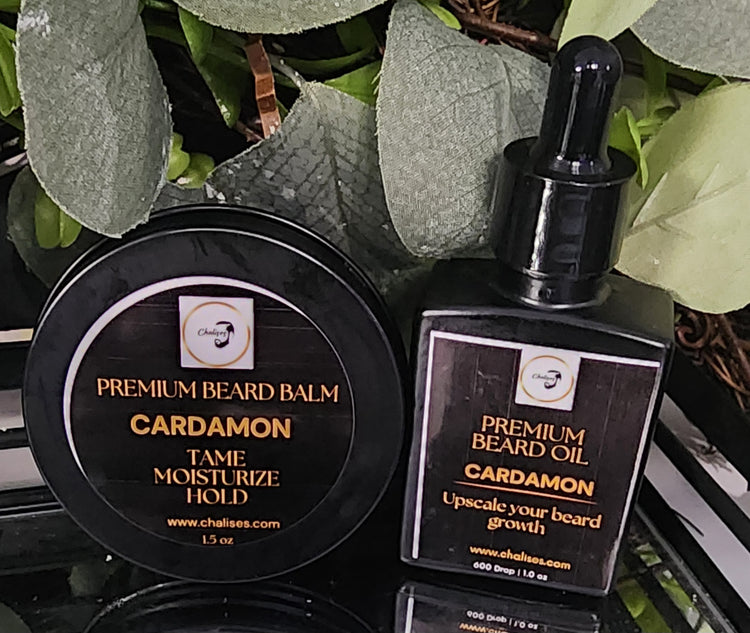 Chalises
PREMIUM BEARD BALM
CARDAMON
TAME
MOISTURIZE
HOLD
www.chalises.com
1.5 oz
Chalises
PREMIUM
BEARD OIL
CARDAMON
Upscale your beard
growth
www.chalises.com
600 Drop | 1.0 oz